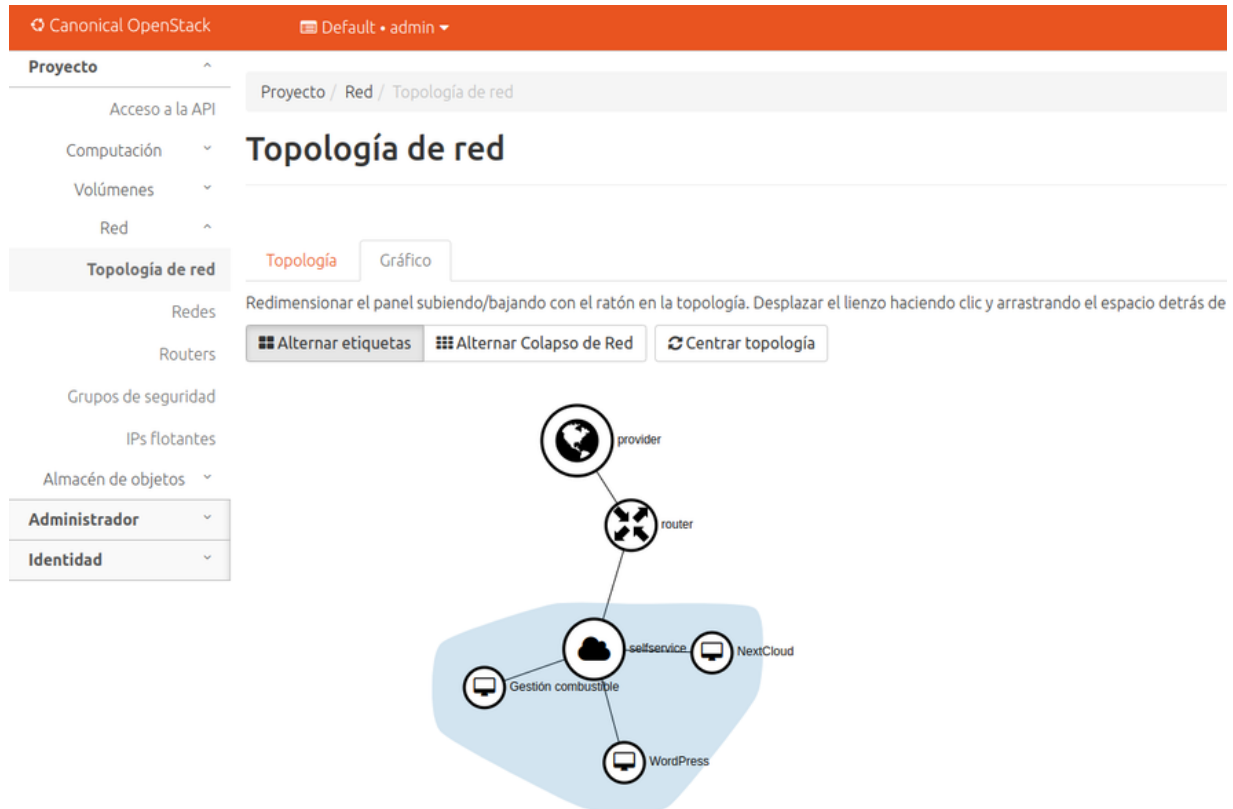 Canonical OpenStack
Default • admin
Proyecto
Acceso a la API
Computación
Volúmenes
Red
Topología de red
Redes
Routers
Grupos de seguridad
IPs flotantes
Almacén de objetos
Administrador
Identidad
Proyecto / Red / Topología de red
Topología de red
Topología
Gráfico
Redimensionar el panel subiendo/bajando con el ratón en la topología. Desplazar el lienzo haciendo clic y arrastrando el espacio detrás de
Alternar etiquetas
Alternar Colapso de Red
Centrar topología
provider
router
selfservice
NextCloud
Gestión combustible
WordPress